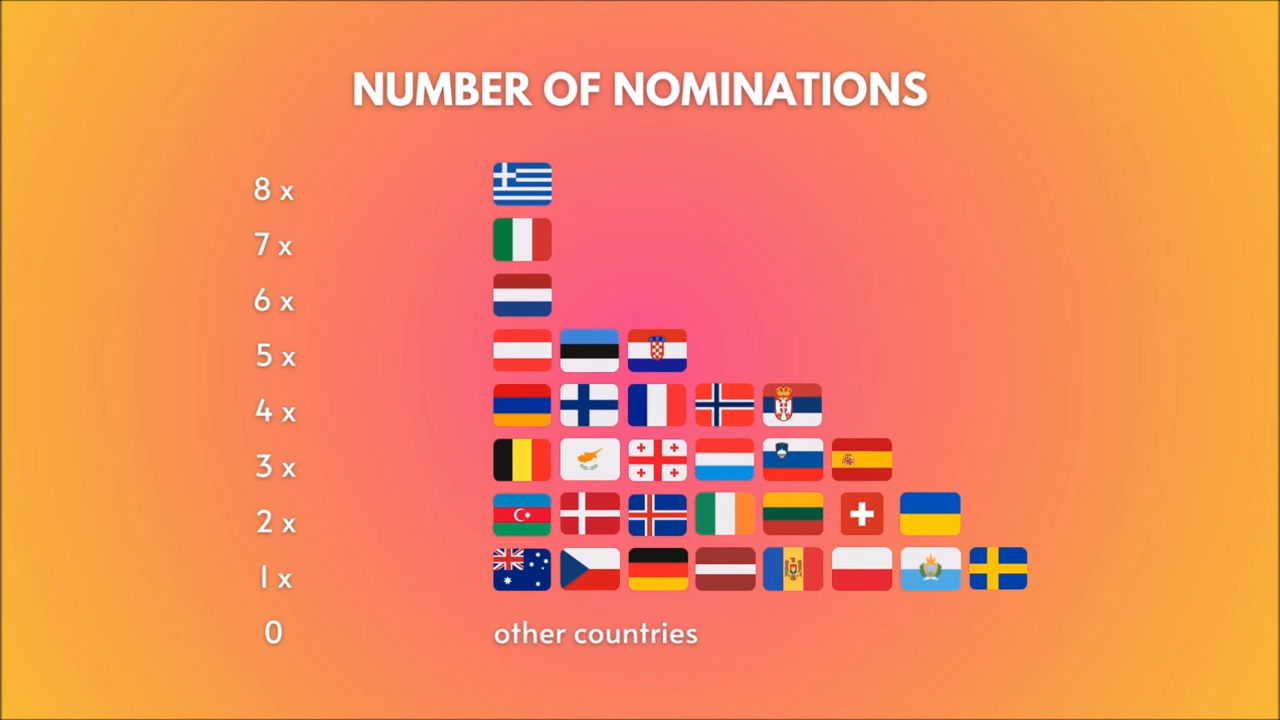 NUMBER OF NOMINATIONS
8 x
7 x
6 x
5 x
4 x
3 x
2 x
1 x
0 other countries